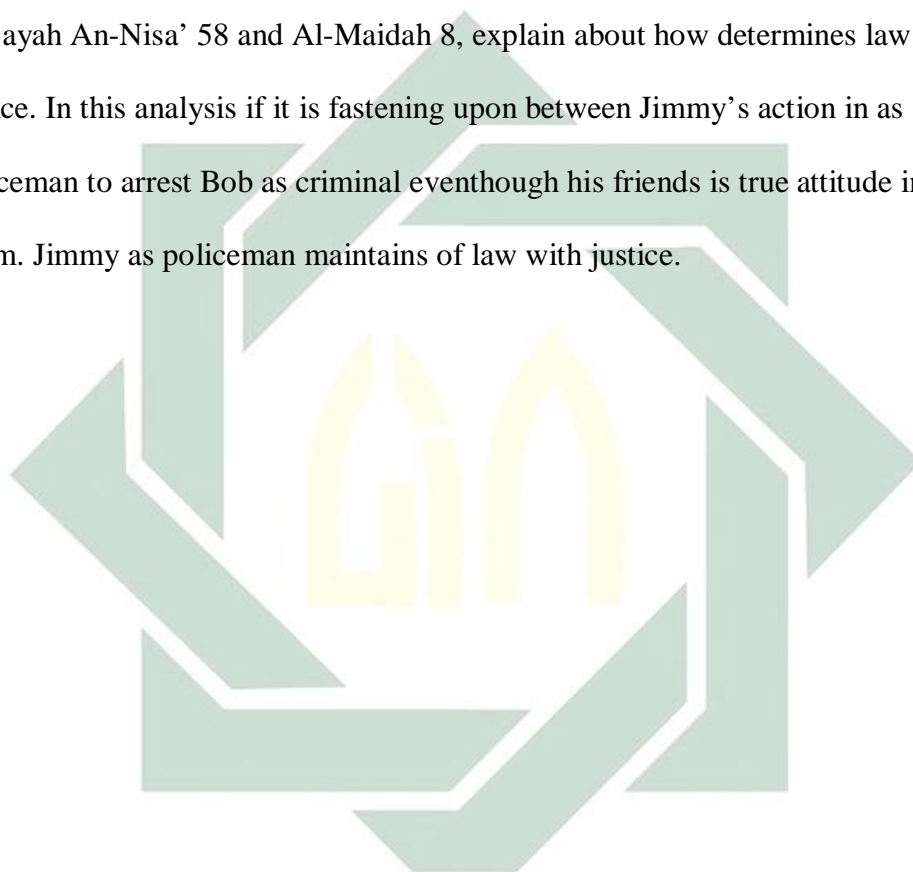 ayah An-Nisa’ 58 and Al-Maidah 8, explain about how determines law
ce. In this analysis if it is fastening upon between Jimmy’s action in as
ceman to arrest Bob as criminal eventhough his friends is true attitude in
m. Jimmy as policeman maintains of law with justice.